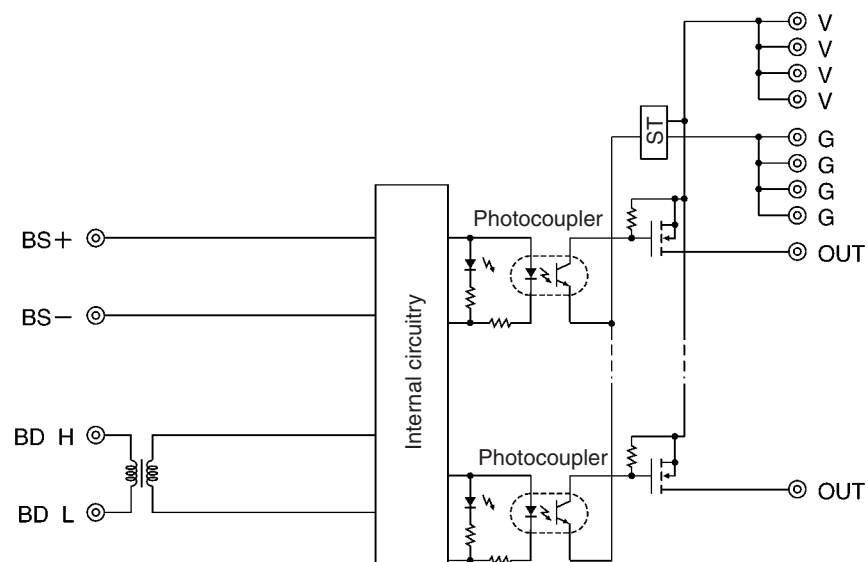 V
V
V
V
ST
G
G
G
G
Photocoupler
BS+
OUT
BS−
Internal circuitry
BD H
Photocoupler
OUT
BD L